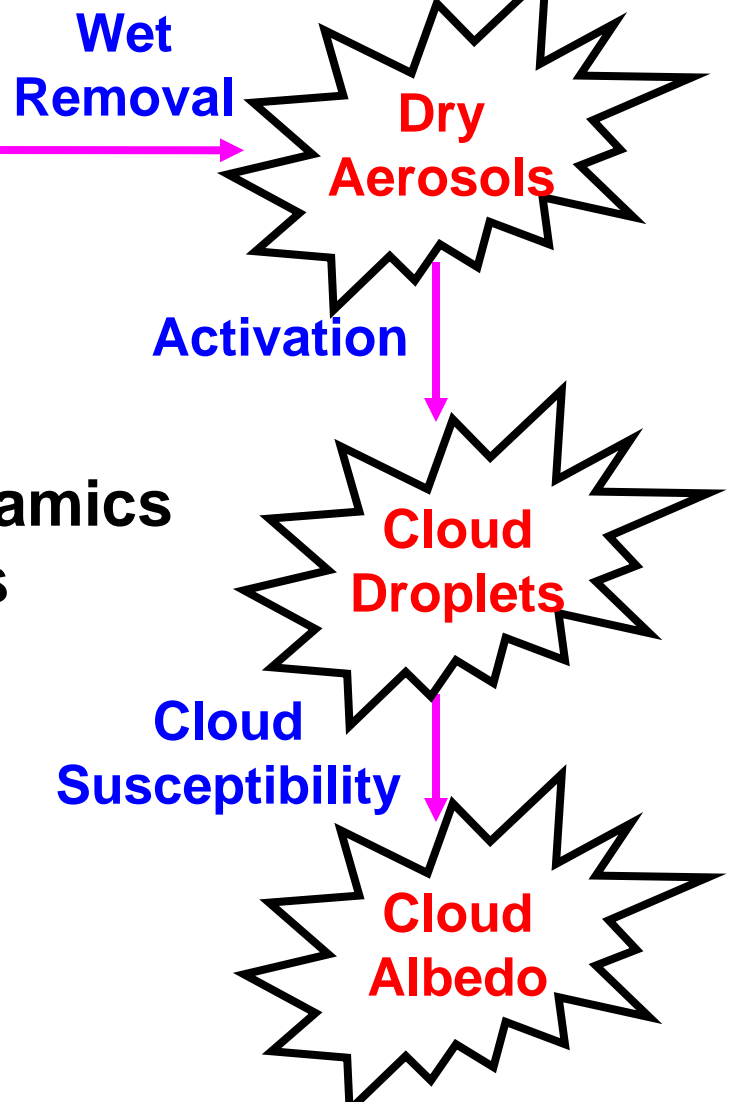 Wet
Removal
Dry
Aerosols
Activation
amics
s
Cloud
Droplets
Cloud
Susceptibility
Cloud
Albedo